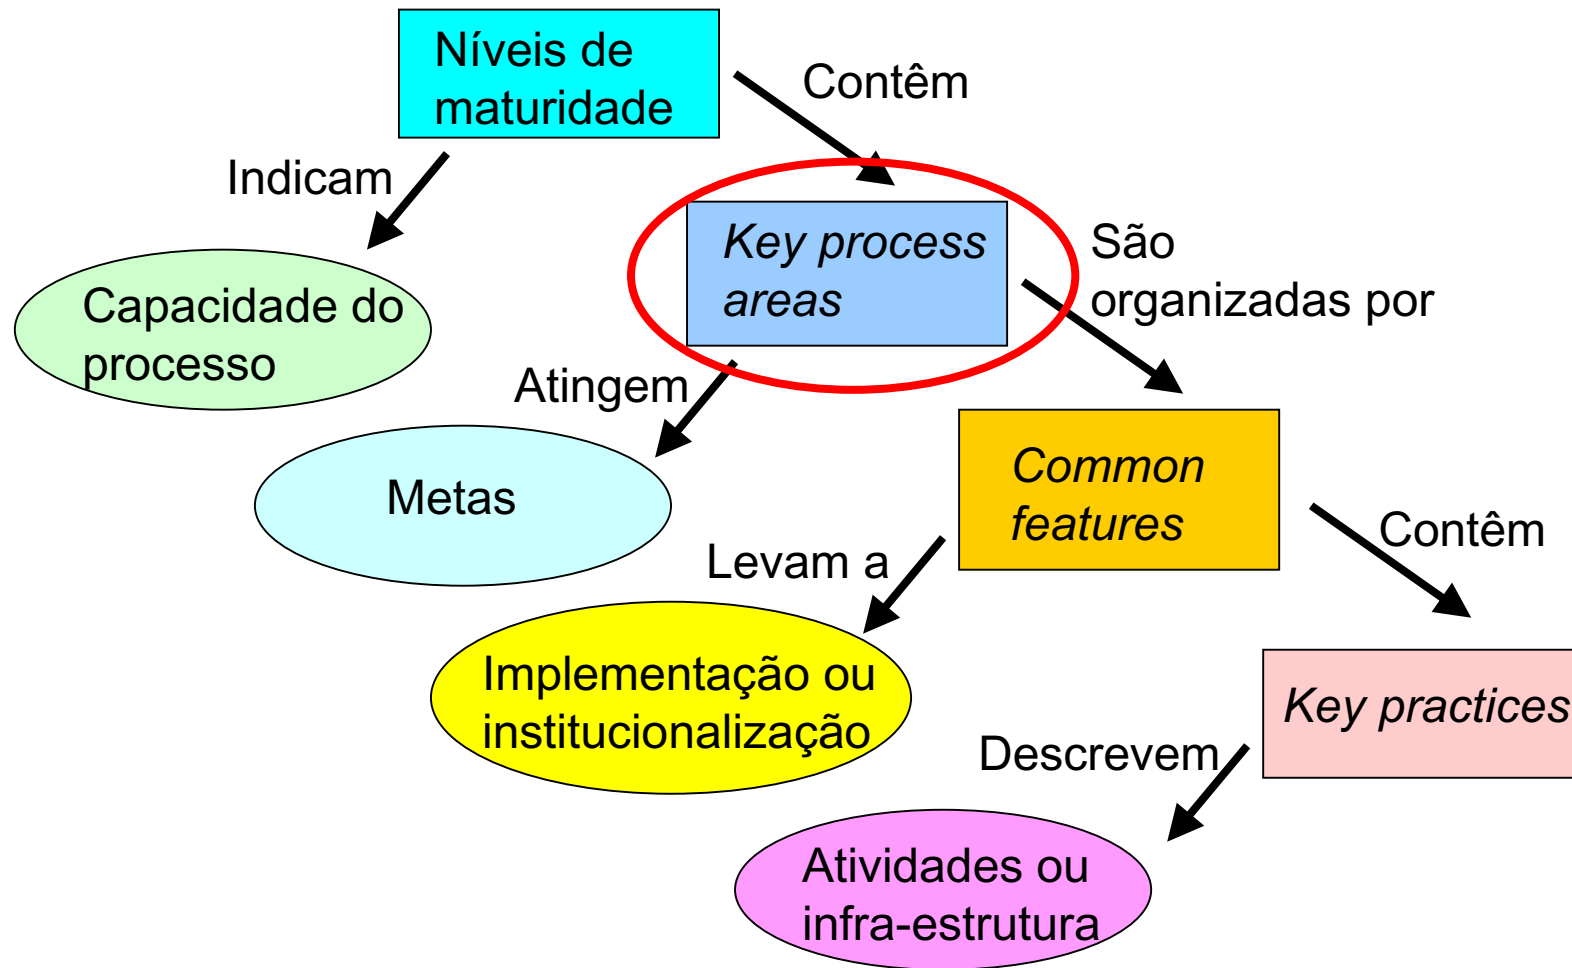 Níveis de
maturidade
Contêm
Indicam
Key process
areas
São
organizadas por
Capacidade do
processo
Atingem
Metas
Common
features
Contêm
Levam a
Implementação ou
institucionalização
Key practices
Descrevem
Atividades ou
infra-estrutura